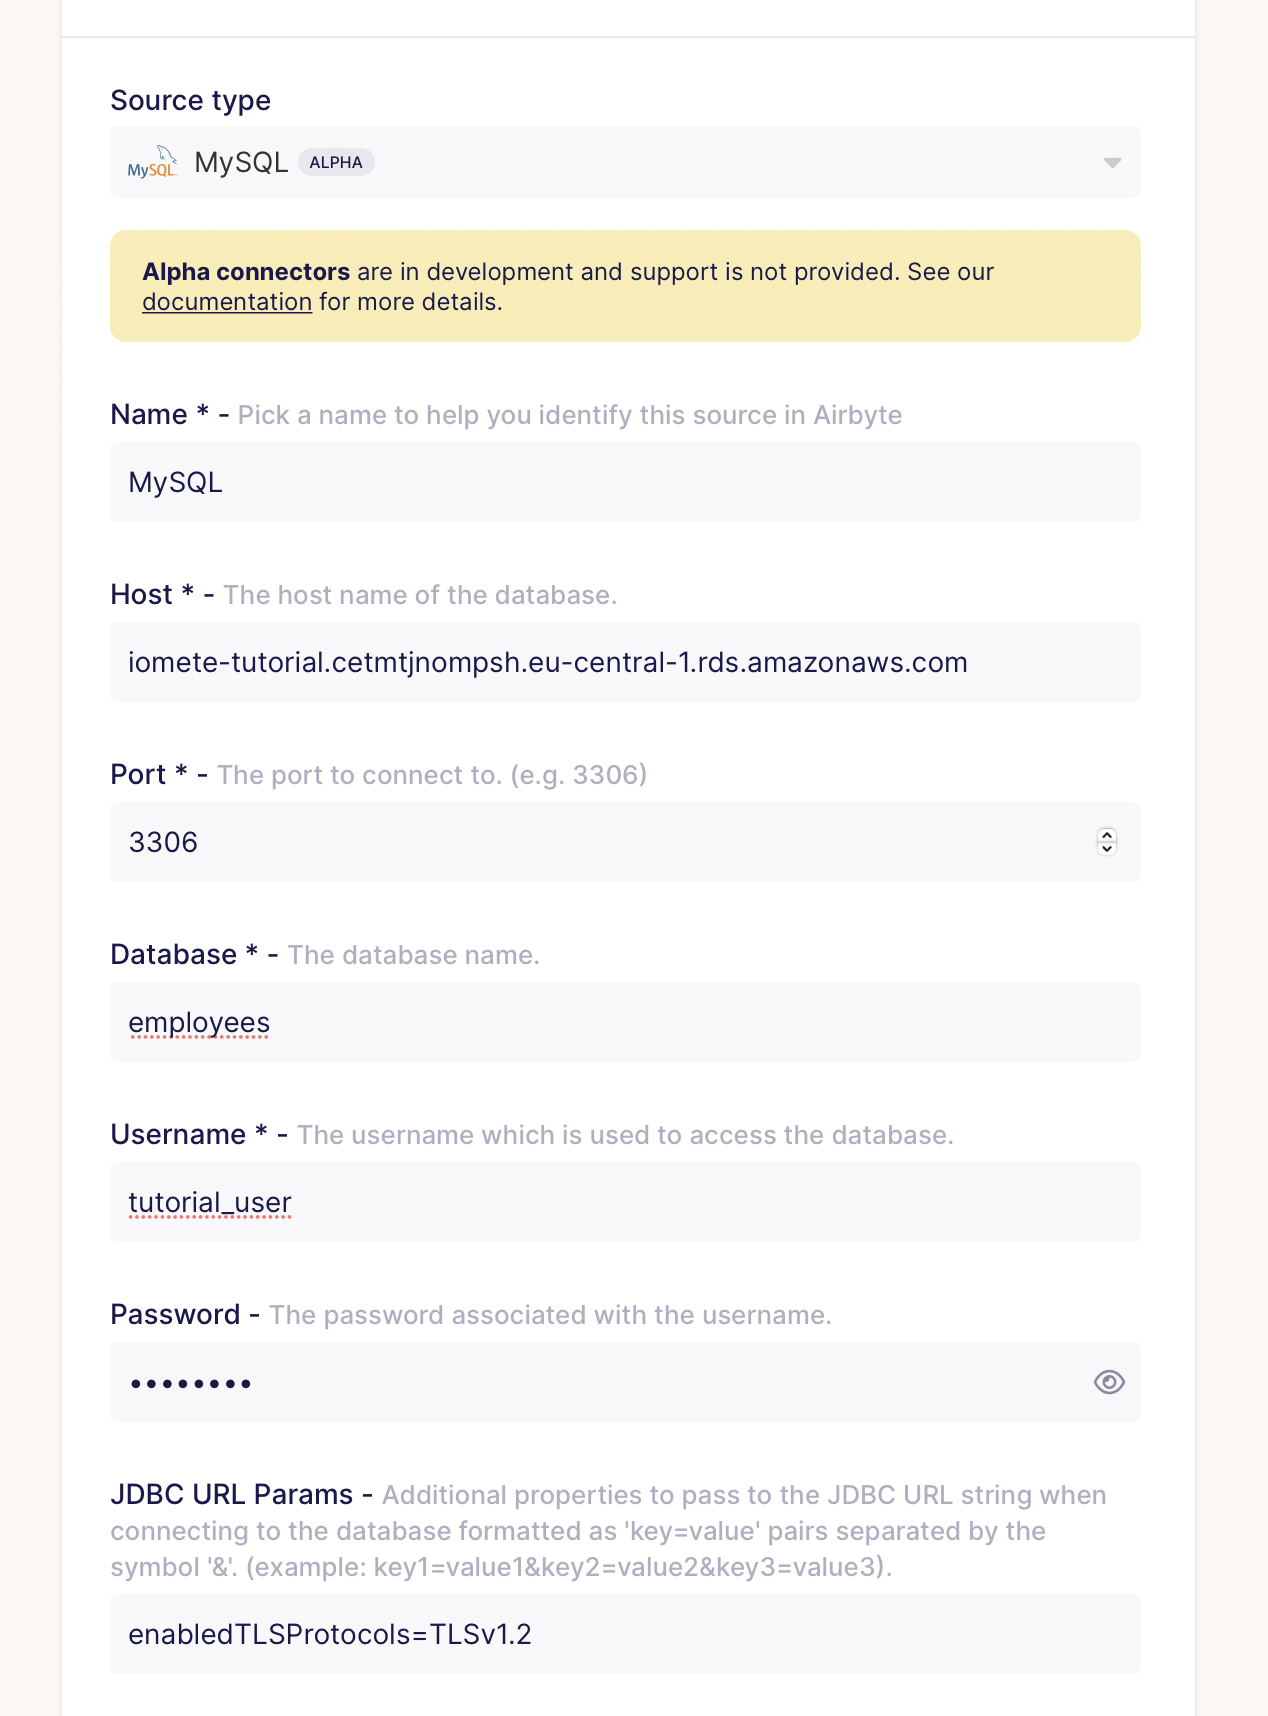 Source type
MySQL MySQL ALPHA
Alpha connectors are in development and support is not provided. See our
documentation for more details.
Name * - Pick a name to help you identify this source in Airbyte
MySQL
Host * - The host name of the database.
iomete-tutorial.cetmtjnompsh.eu-central-1.rds.amazonaws.com
Port * - The port to connect to. (e.g. 3306)
3306
Database * - The database name.
employees
Username * - The username which is used to access the database.
tutorial_user
Password - The password associated with the username.
••••••••
JDBC URL Params - Additional properties to pass to the JDBC URL string when
connecting to the database formatted as 'key=value' pairs separated by the
symbol '&'. (example: key1=value1&key2=value2&key3=value3).
enabledTLSProtocols=TLSv1.2